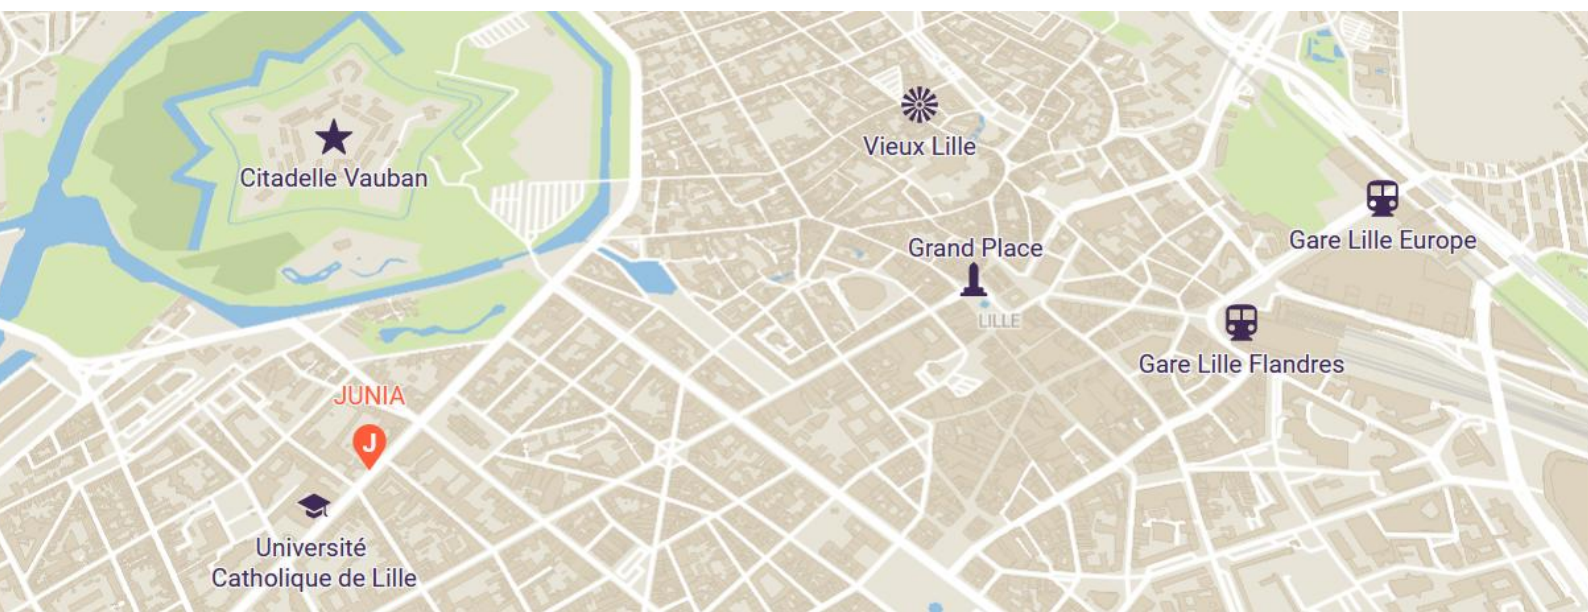 Vieux Lille
Citadelle Vauban
Gare Lille Europe
Grand Place
LILLE
Gare Lille Flandres
JUNIA
J
Université
Catholique de Lille